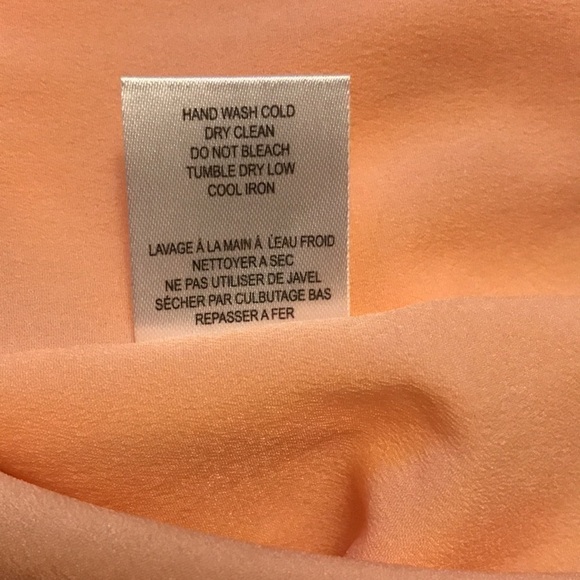 HAND WASH COLD
DRY CLEAN
DO NOT BLEACH
TUMBLE DRY LOW
COOL IRON
LAVAGE À LA MAIN À L'EAU FROID
NETTOYER A SEC
NE PAS UTILISER DE JAVEL
SÉCHER PAR CULBUTAGE BAS
REPASSER A FER